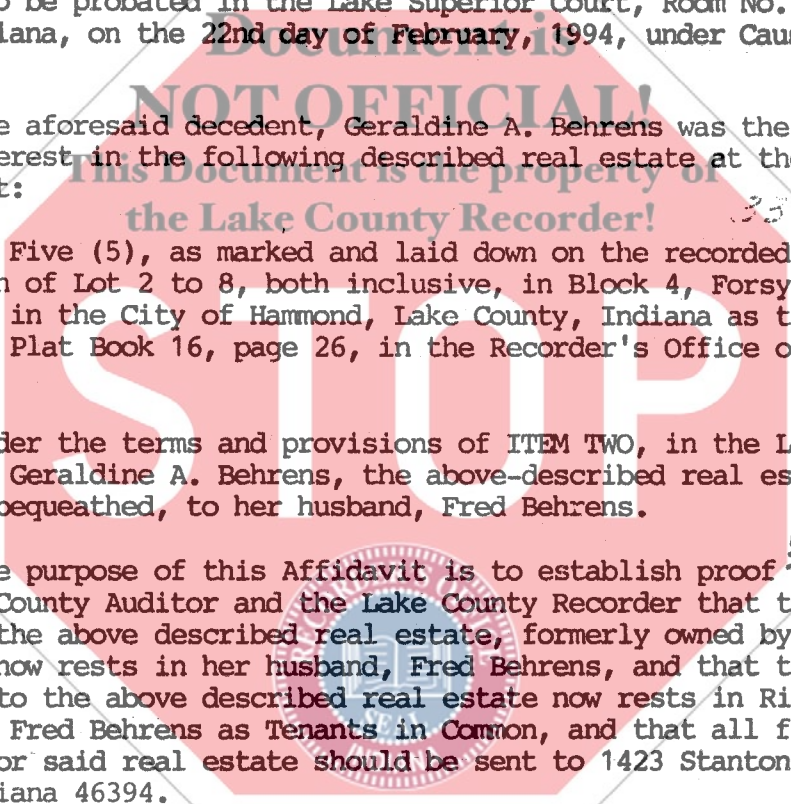 o be probated in the Lake Superior Court, Room No.
iana, on the 22nd day of February, 1994, under Cau
Document is
NOT OFFICIAL!
e aforesaid decedent, Geraldine A. Behrens was the
erest in the following described real estate at th
This Document is the property of
t:
the Lake County Recorder!
Five (5), as marked and laid down on the recorded
n of Lot 2 to 8, both inclusive, in Block 4, Forsy
in the City of Hammond, Lake County, Indiana as t
Plat Book 16, page 26, in the Recorder's Office o
STOP
der the terms and provisions of ITEM TWO, in the L
Geraldine A. Behrens, the above-described real es
bequeathed, to her husband, Fred Behrens.
e purpose of this Affidavit is to establish proof
County Auditor and the Lake County Recorder that t
the above described real estate, formerly owned by
now rests in her husband, Fred Behrens, and that t
to the above described real estate now rests in Ri
Fred Behrens as Tenants in Common, and that all f
or said real estate should be sent to 1423 Stanton
iana 46394.
SEAL
INDIANA